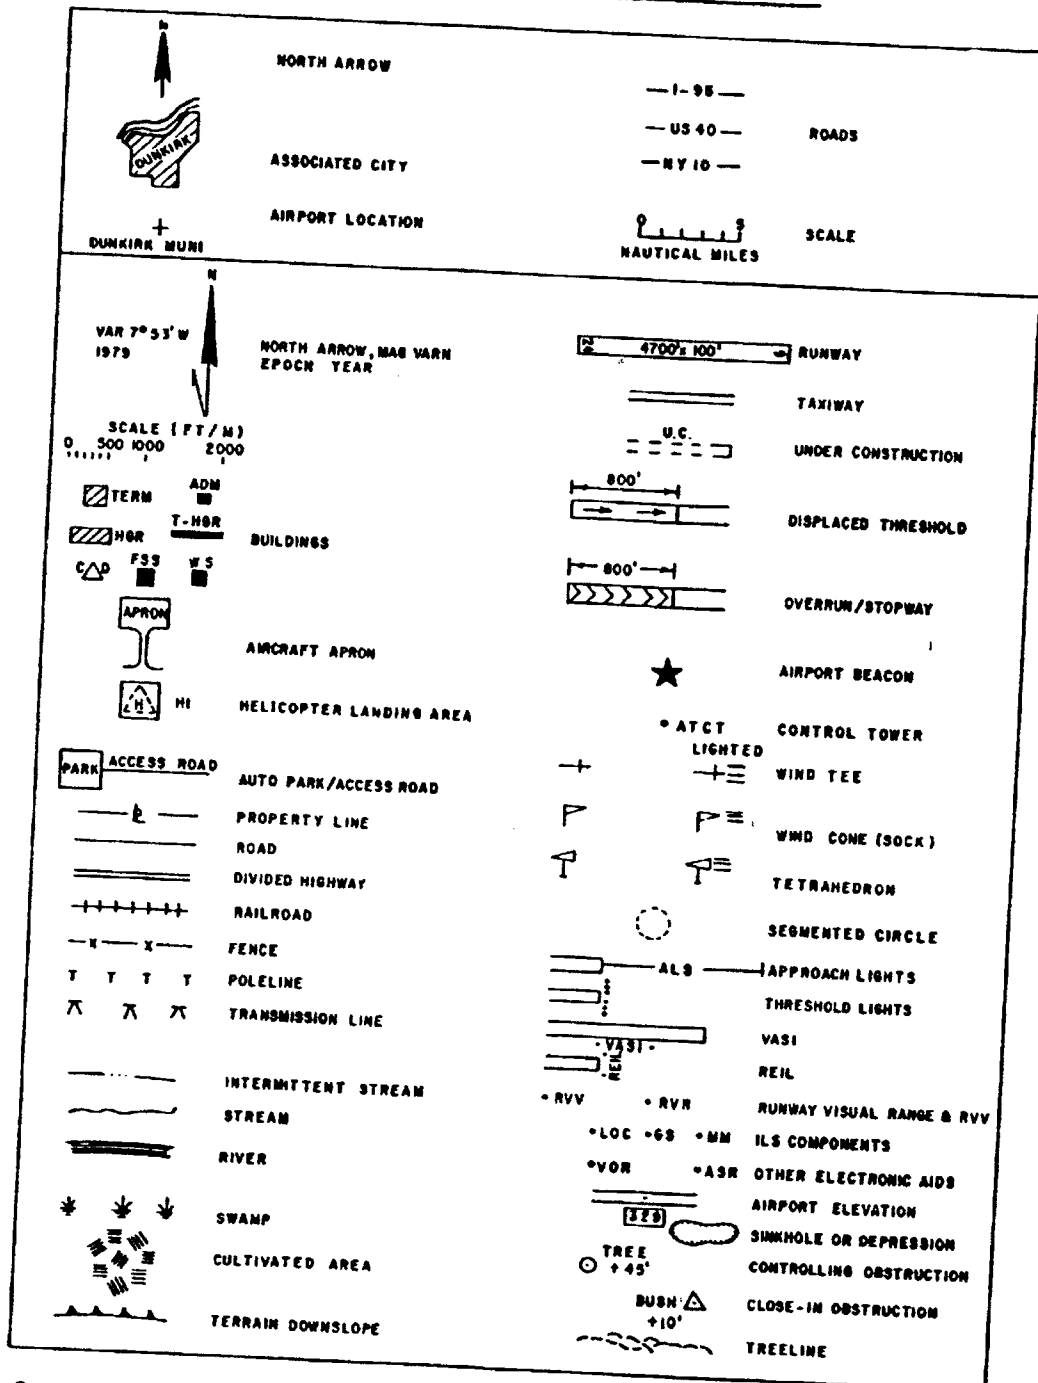 N
NORTH ARROW
DUNKIRK
ASSOCIATED CITY
AIRPORT LOCATION
DUNKIRK MUNI
I-95
US 40
NY 10
ROADS
0 5
NAUTICAL MILES
SCALE
N
VAR 7° 53' W
1979
NORTH ARROW, MAG VARN
EPOCH YEAR
SCALE (FT/M)
0 500 1000 2000
TERM
ADM
HGR
T-HGR
BUILDINGS
C D
FSS
WS
APRON
AIRCRAFT APRON
H
H1
HELICOPTER LANDING AREA
PARK
ACCESS ROAD
AUTO PARK/ACCESS ROAD
PROPERTY LINE
ROAD
DIVIDED HIGHWAY
RAILROAD
FENCE
T T T T
POLELINE
TRANSMISSION LINE
INTERMITTENT STREAM
STREAM
RIVER
SWAMP
CULTIVATED AREA
TERRAIN DOWNSLOPE
4700' x 100'
RUNWAY
TAXIWAY
U.C.
UNDER CONSTRUCTION
800'
DISPLACED THRESHOLD
800'
OVERRUN/STOPWAY
AIRPORT BEACON
ATCT
CONTROL TOWER
LIGHTED
WIND TEE
WIND CONE (SOCK)
TETRAHEDRON
SEGMENTED CIRCLE
ALS
APPROACH LIGHTS
THRESHOLD LIGHTS
VASI
VASI
REIL
REIL
RVV
RVR
RUNWAY VISUAL RANGE & RVV
LOC
GS
MM
ILS COMPONENTS
VOR
ASR
OTHER ELECTRONIC AIDS
AIRPORT ELEVATION
329
SINKHOLE OR DEPRESSION
TREE
+45'
CONTROLLING OBSTRUCTION
BUSH
+10'
CLOSE-IN OBSTRUCTION
TREELINE